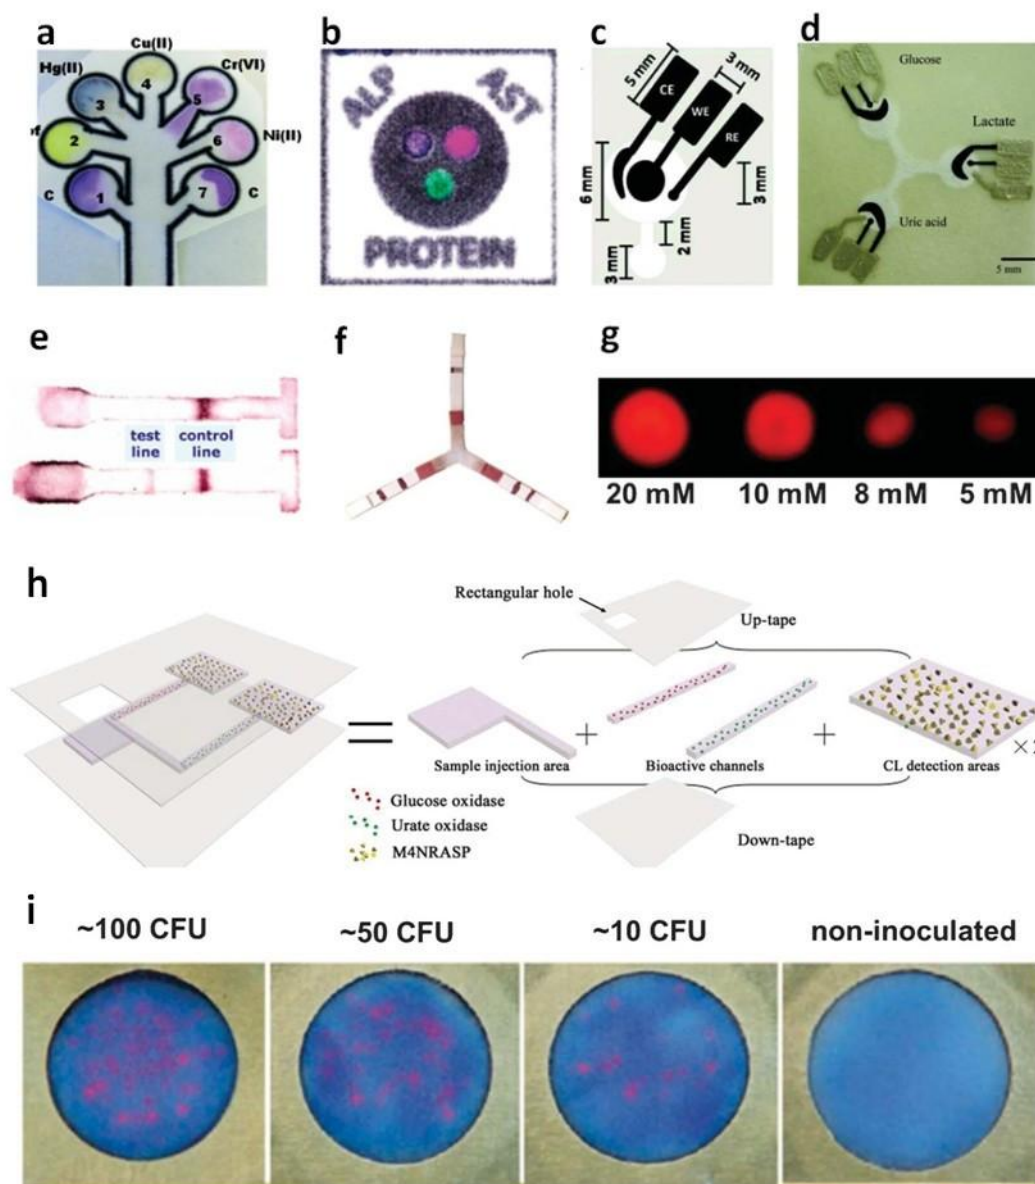 a
Cu(II)
Hg(II)
Cr(VI)
4
3
5
of
2
6
Ni(II)
C
1
7
C
b
ALP
AST
PROTEIN
c
5 mm
3 mm
CE
WE
RE
6 mm
3 mm
2 mm
3 mm
d
Glucose
Lactate
Uric acid
5 mm
e
test
line
control
line
f
g
20 mM
10 mM
8 mM
5 mM
h
Rectangular hole
Up-tape
=
+
+
×2
Sample injection area
Bioactive channels
CL detection areas
Glucose oxidase
Urate oxidase
M4NRASP
Down-tape
i
~100 CFU
~50 CFU
~10 CFU
non-inoculated